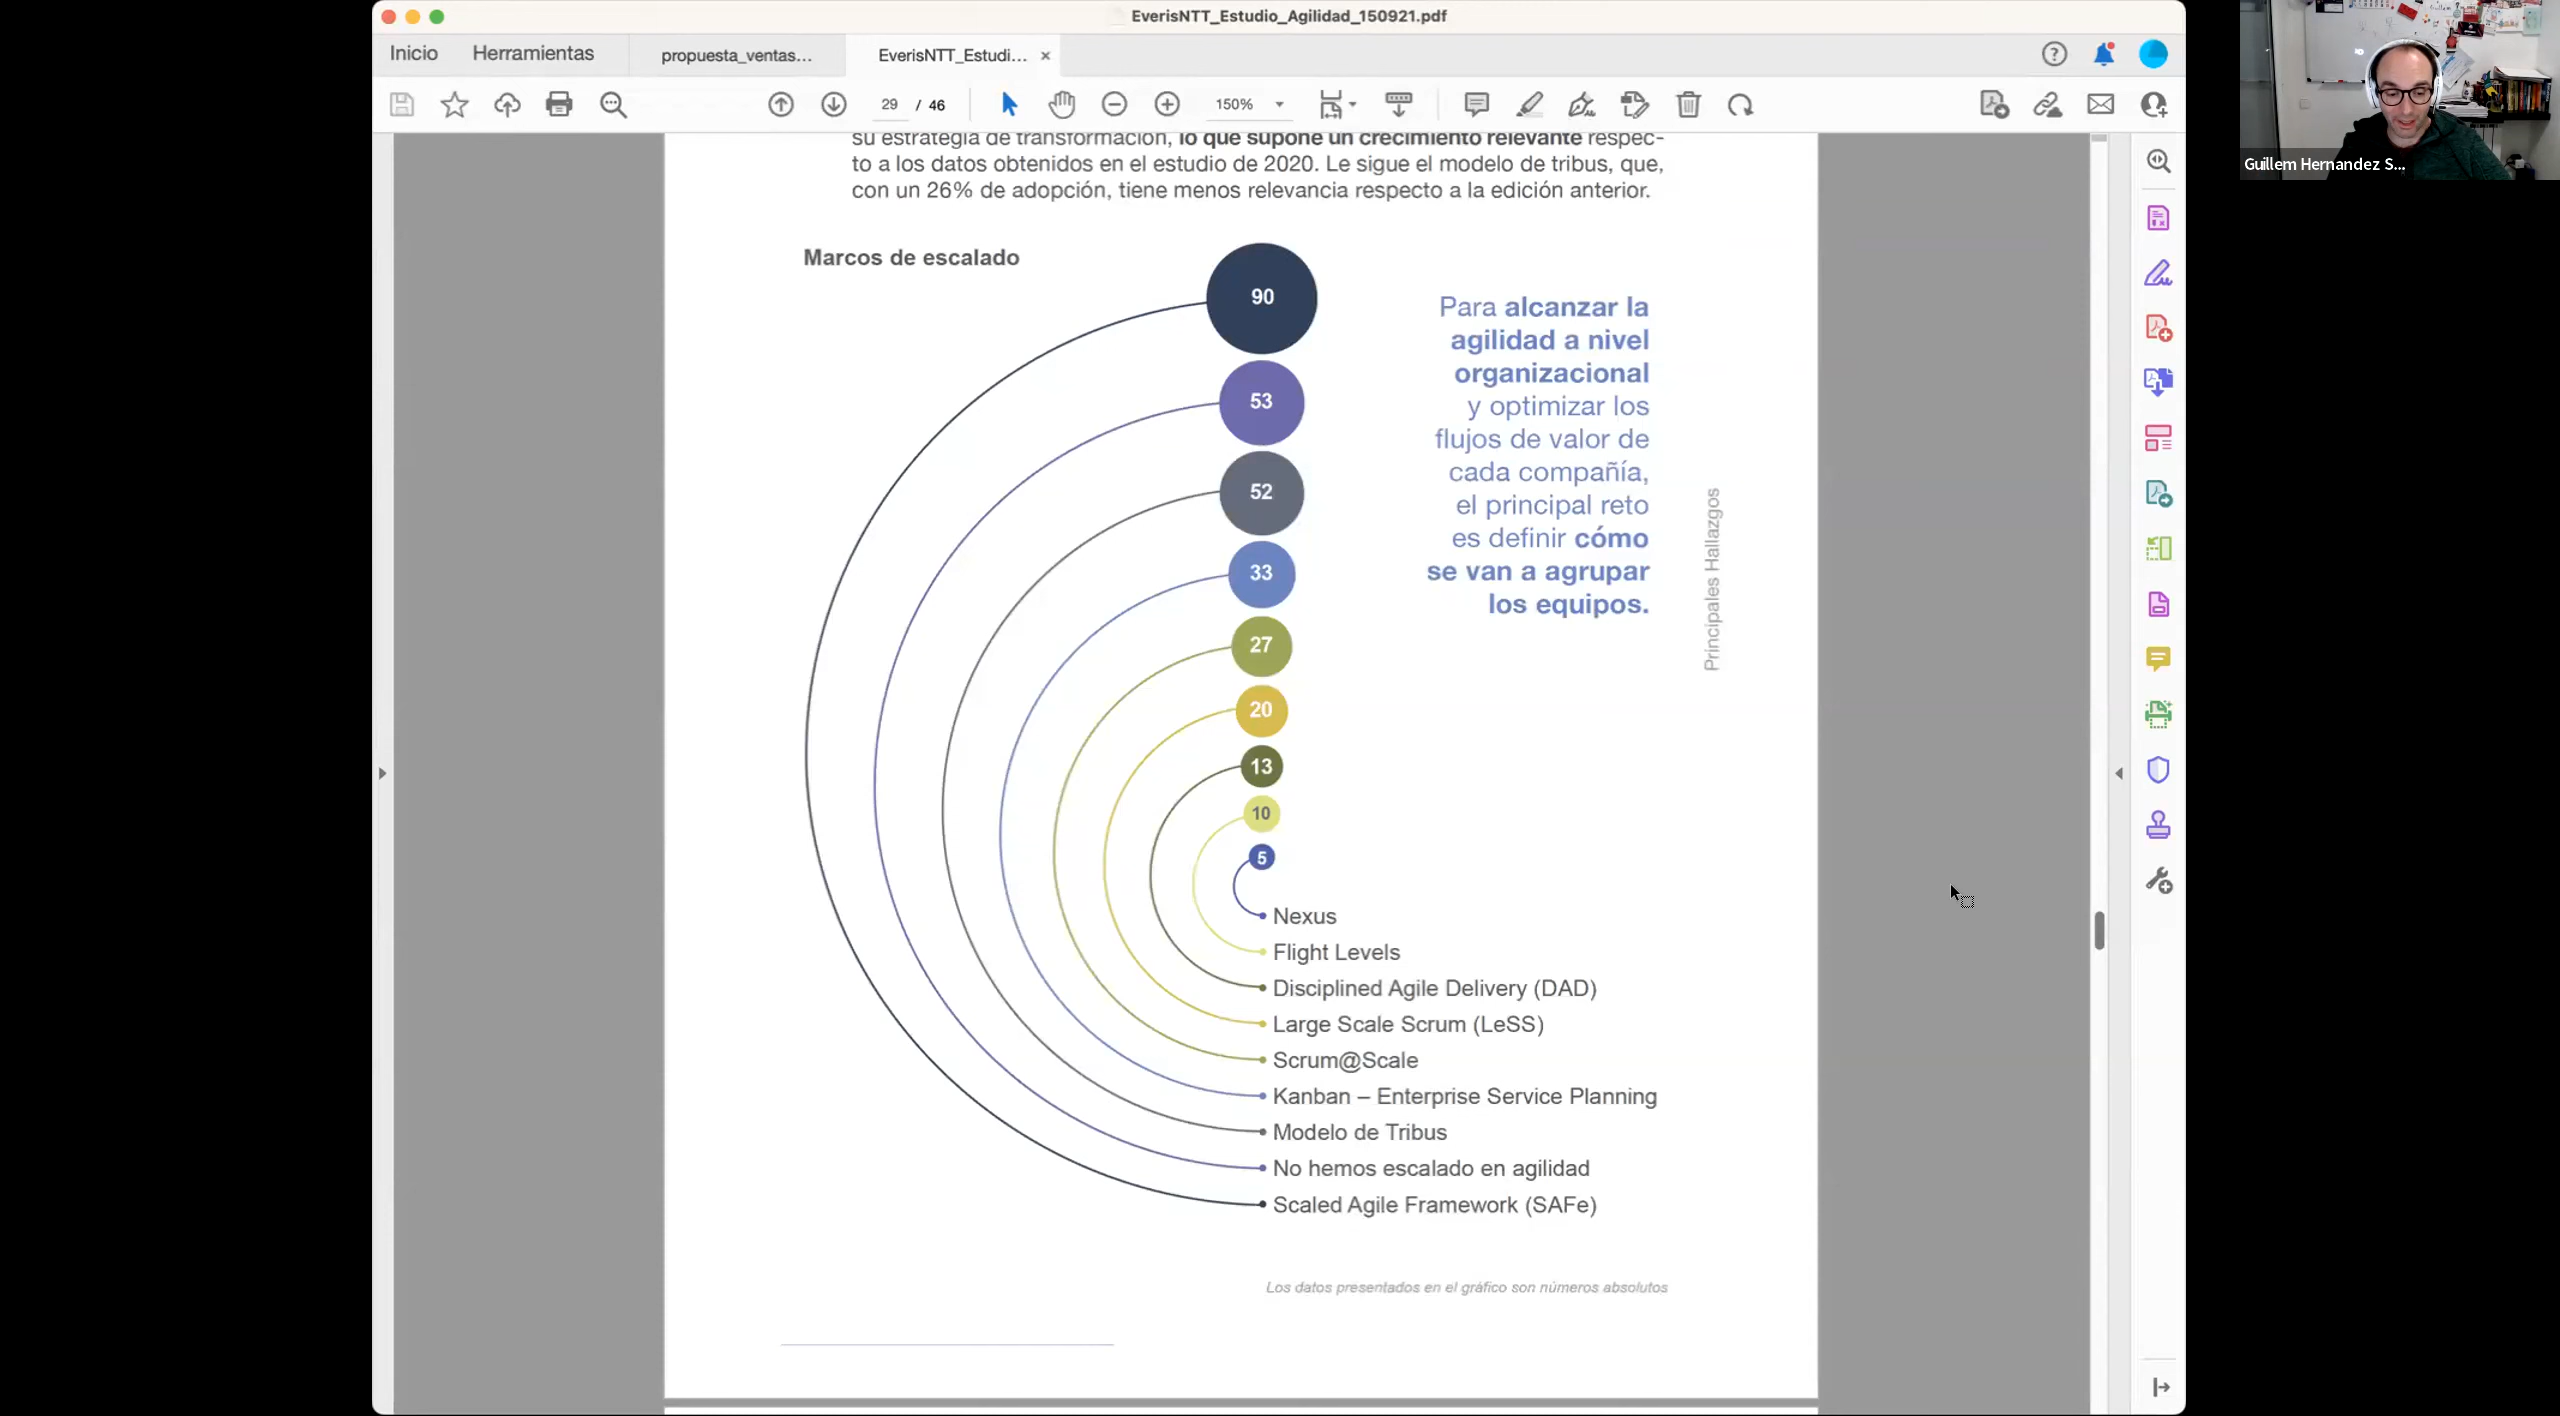 EverisNTT_Estudio_Agilidad_150921.pdf
Inicio
Herramientas
propuesta_ventas...
EverisNTT_Estudi...
29 / 46
150%
Guillem Hernandez S...
su estrategia de transformación, lo que supone un crecimiento relevante respec-
to a los datos obtenidos en el estudio de 2020. Le sigue el modelo de tribus, que,
con un 26% de adopción, tiene menos relevancia respecto a la edición anterior.
Marcos de escalado
90
53
52
33
27
20
13
10
5
Para alcanzar la
agilidad a nivel
organizacional
y optimizar los
flujos de valor de
cada compañía,
el principal reto
es definir cómo
se van a agrupar
los equipos.
Principales Hallazgos
Nexus
Flight Levels
Disciplined Agile Delivery (DAD)
Large Scale Scrum (LeSS)
Scrum@Scale
Kanban – Enterprise Service Planning
Modelo de Tribus
No hemos escalado en agilidad
Scaled Agile Framework (SAFe)
Los datos presentados en el gráfico son números absolutos